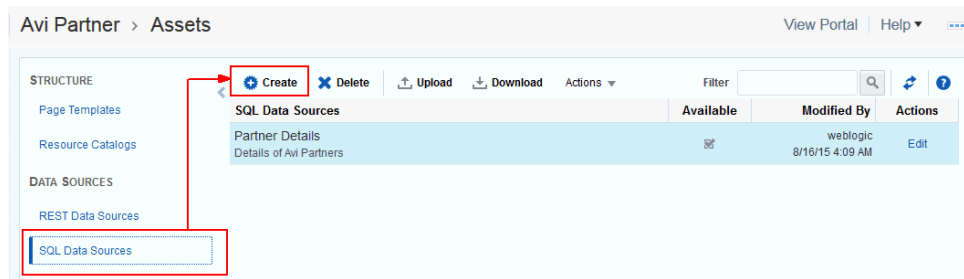 Avi Partner > Assets View Portal Help
STRUCTURE
Page Templates
Resource Catalogs
DATA SOURCES
REST Data Sources
SQL Data Sources
Create Delete Upload Download Actions Filter
SQL Data Sources Available Modified By Actions
Partner Details weblogic
Details of Avi Partners 8/16/15 4:09 AM Edit